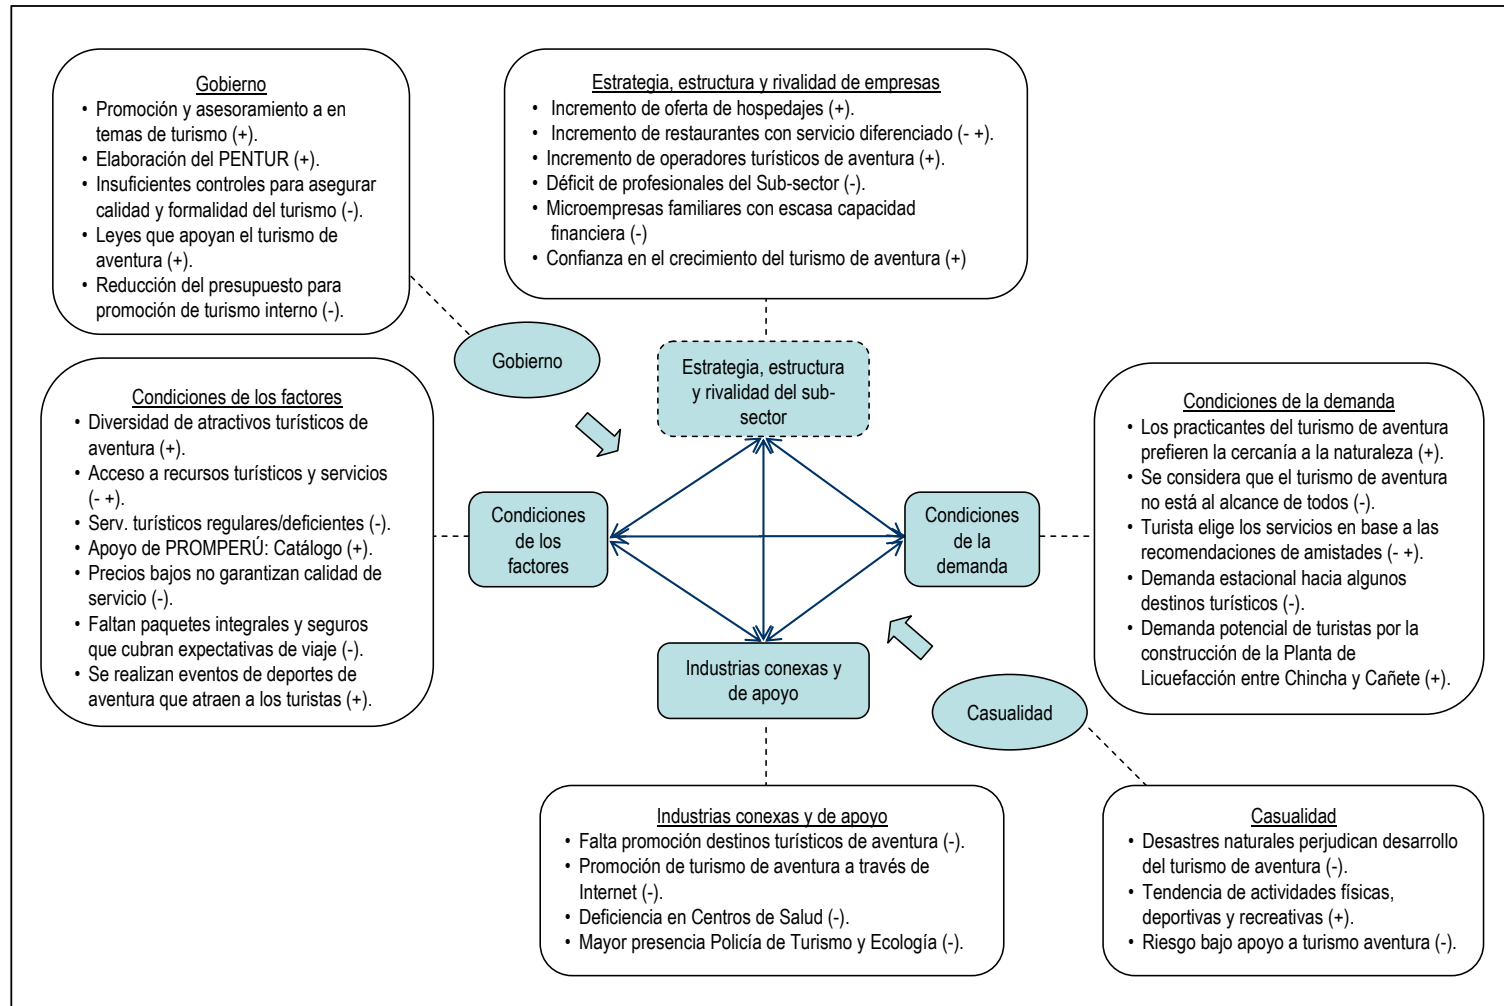 Gobierno
• Promoción y asesoramiento a en
temas de turismo (+).
• Elaboración del PENTUR (+).
• Insuficientes controles para asegurar
calidad y formalidad del turismo (-).
• Leyes que apoyan el turismo de
aventura (+).
• Reducción del presupuesto para
promoción de turismo interno (-).
Estrategia, estructura y rivalidad de empresas
• Incremento de oferta de hospedajes (+).
• Incremento de restaurantes con servicio diferenciado (- +).
• Incremento de operadores turísticos de aventura (+).
• Déficit de profesionales del Sub-sector (-).
• Microempresas familiares con escasa capacidad
financiera (-)
• Confianza en el crecimiento del turismo de aventura (+)
Gobierno
Estrategia, estructura
y rivalidad del sub-
sector
Condiciones de los factores
• Diversidad de atractivos turísticos de
aventura (+).
• Acceso a recursos turísticos y servicios
(- +).
• Serv. turísticos regulares/deficientes (-).
• Apoyo de PROMPERÚ: Catálogo (+).
• Precios bajos no garantizan calidad de
servicio (-).
• Faltan paquetes integrales y seguros
que cubran expectativas de viaje (-).
• Se realizan eventos de deportes de
aventura que atraen a los turistas (+).
Condiciones
de los
factores
Condiciones
de la
demanda
Condiciones de la demanda
• Los practicantes del turismo de aventura
prefieren la cercanía a la naturaleza (+).
• Se considera que el turismo de aventura
no está al alcance de todos (-).
• Turista elige los servicios en base a las
recomendaciones de amistades (- +).
• Demanda estacional hacia algunos
destinos turísticos (-).
• Demanda potencial de turistas por la
construcción de la Planta de
Licuefacción entre Chincha y Cañete (+).
Industrias conexas y
de apoyo
Casualidad
Industrias conexas y de apoyo
• Falta promoción destinos turísticos de aventura (-).
• Promoción de turismo de aventura a través de
Internet (-).
• Deficiencia en Centros de Salud (-).
• Mayor presencia Policía de Turismo y Ecología (-).
Casualidad
• Desastres naturales perjudican desarrollo
del turismo de aventura (-).
• Tendencia de actividades físicas,
deportivas y recreativas (+).
• Riesgo bajo apoyo a turismo aventura (-).